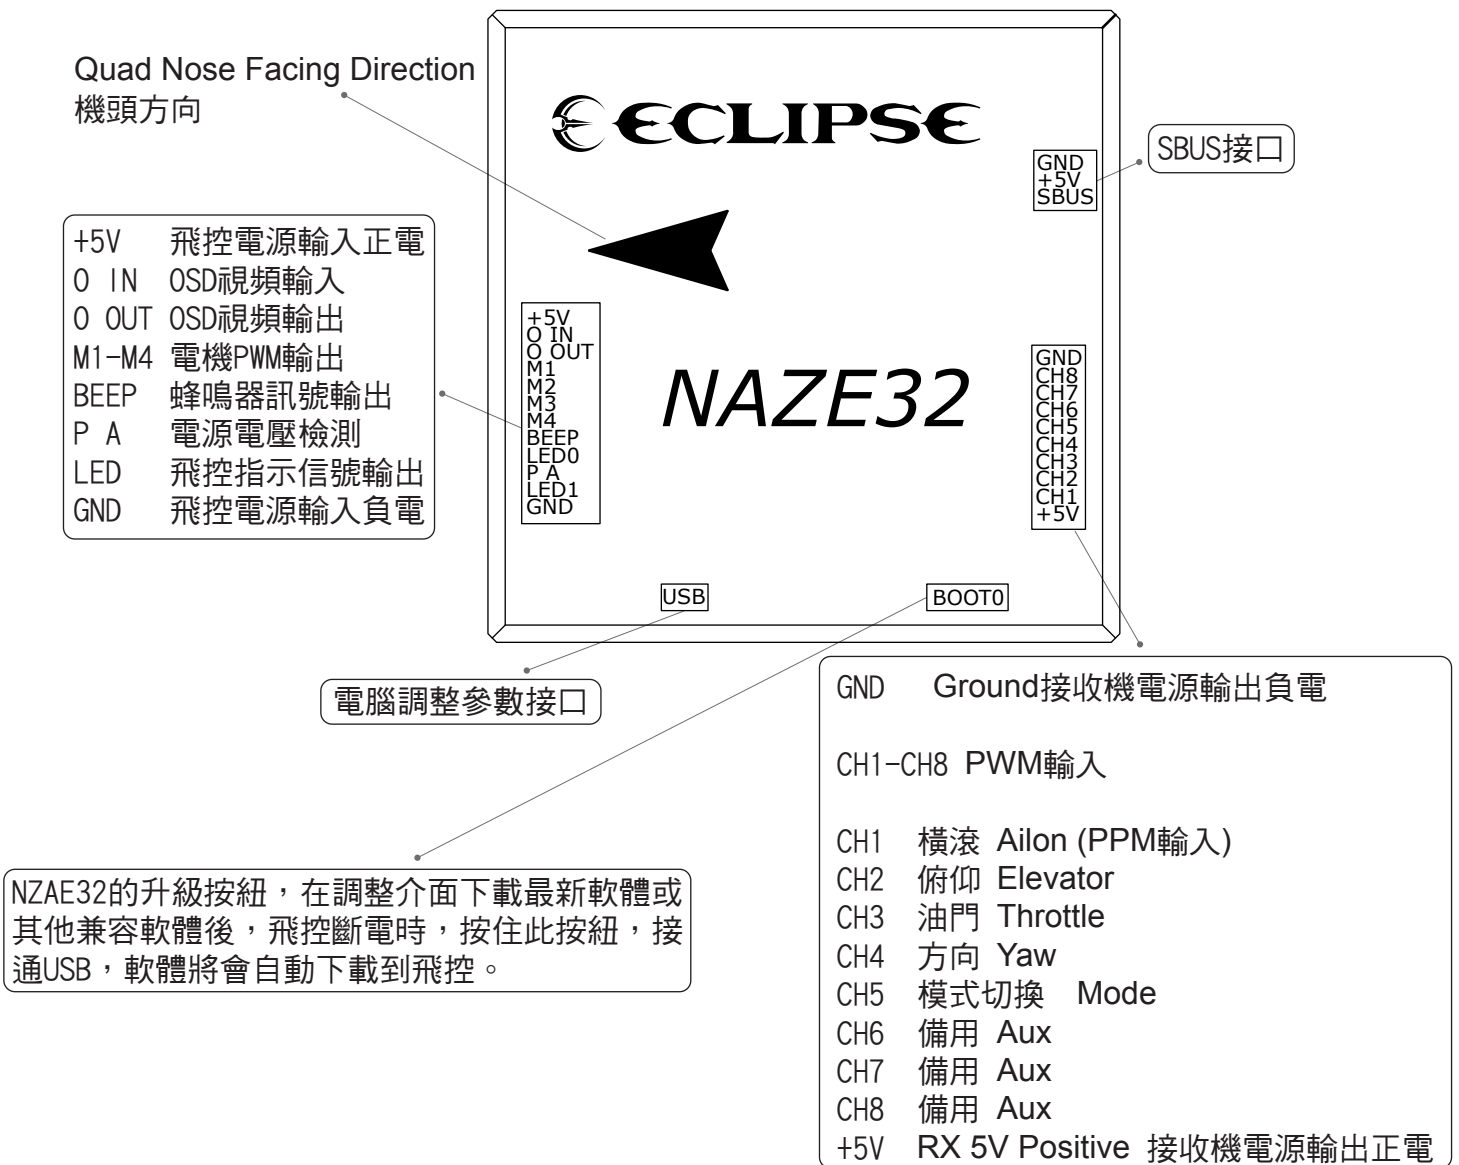 Quad Nose Facing Direction
機頭方向
ECLIPSE
GND
+5V
SBUS
SBUS接口
+5V 飛控電源輸入正電
O IN OSD視頻輸入
O OUT OSD視頻輸出
M1-M4 電機PWM輸出
BEEP 蜂鳴器訊號輸出
P A 電源電壓檢測
LED 飛控指示信號輸出
GND 飛控電源輸入負電
+5V
O IN
O OUT
M1
M2
M3
M4
BEEP
LED0
P A
LED1
GND
NAZE32
GND
CH8
CH7
CH6
CH5
CH4
CH3
CH2
CH1
+5V
USB
BOOT0
電腦調整參數接口
NZAE32的升級按紐，在調整介面下載最新軟體或
其他兼容軟體後，飛控斷電時，按住此按紐，接
通USB，軟體將會自動下載到飛控。
GND Ground接收機電源輸出負電
CH1-CH8 PWM輸入
CH1 橫滾 Ailon (PPM輸入)
CH2 俯仰 Elevator
CH3 油門 Throttle
CH4 方向 Yaw
CH5 模式切換 Mode
CH6 備用 Aux
CH7 備用 Aux
CH8 備用 Aux
+5V RX 5V Positive 接收機電源輸出正電